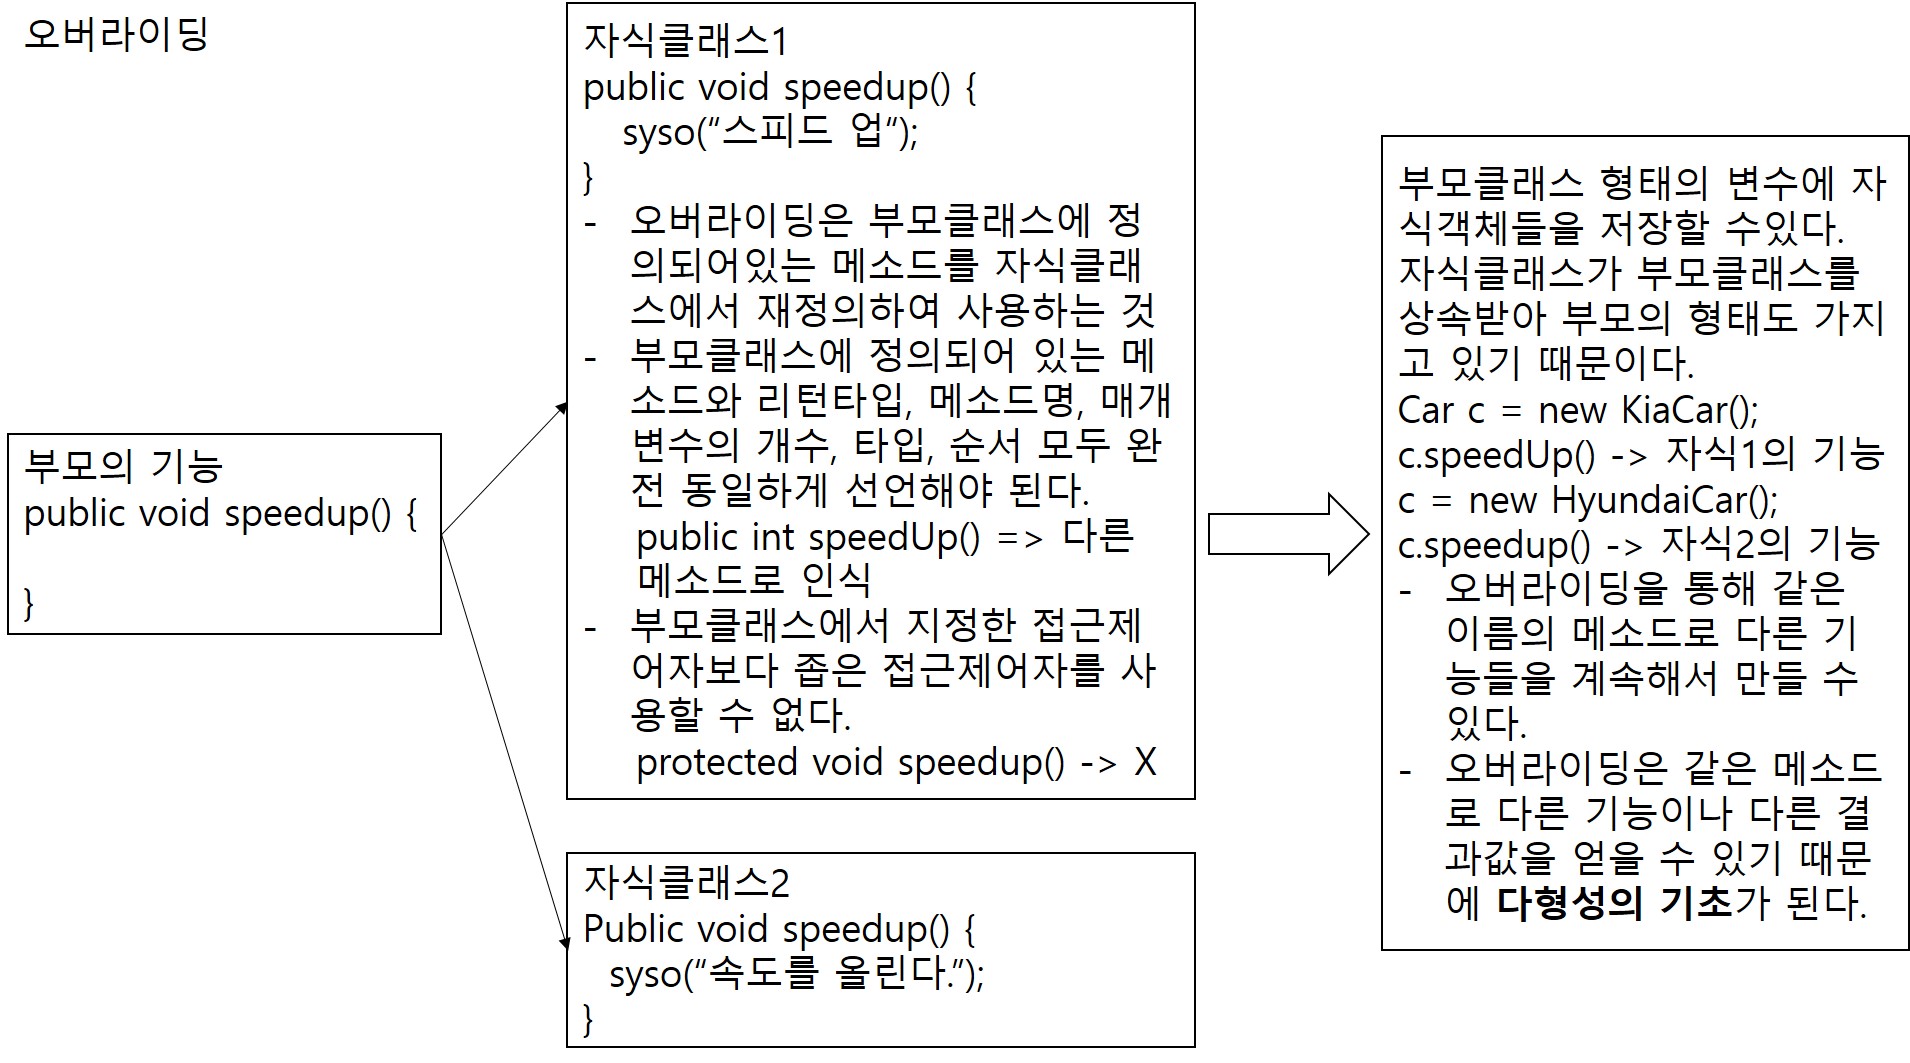 오버라이딩
부모의 기능
public void speedup() {
}
자식클래스1
public void speedup() {
syso(“스피드 업“);
}
- 오버라이딩은 부모클래스에 정
의되어있는 메소드를 자식클래
스에서 재정의하여 사용하는 것
- 부모클래스에 정의되어 있는 메
소드와 리턴타입, 메소드명, 매개
변수의 개수, 타입, 순서 모두 완
전 동일하게 선언해야 된다.
public int speedUp() => 다른
메소드로 인식
- 부모클래스에서 지정한 접근제
어자보다 좁은 접근제어자를 사
용할 수 없다.
protected void speedup() -> X
자식클래스2
Public void speedup() {
syso(“속도를 올린다.”);
}
부모클래스 형태의 변수에 자
식객체들을 저장할 수있다.
자식클래스가 부모클래스를
상속받아 부모의 형태도 가지
고 있기 때문이다.
Car c = new KiaCar();
c.speedUp() -> 자식1의 기능
c = new HyundaiCar();
c.speedup() -> 자식2의 기능
- 오버라이딩을 통해 같은
이름의 메소드로 다른 기
능들을 계속해서 만들 수
있다.
- 오버라이딩은 같은 메소드
로 다른 기능이나 다른 결
과값을 얻을 수 있기 때문
에 다형성의 기초가 된다.